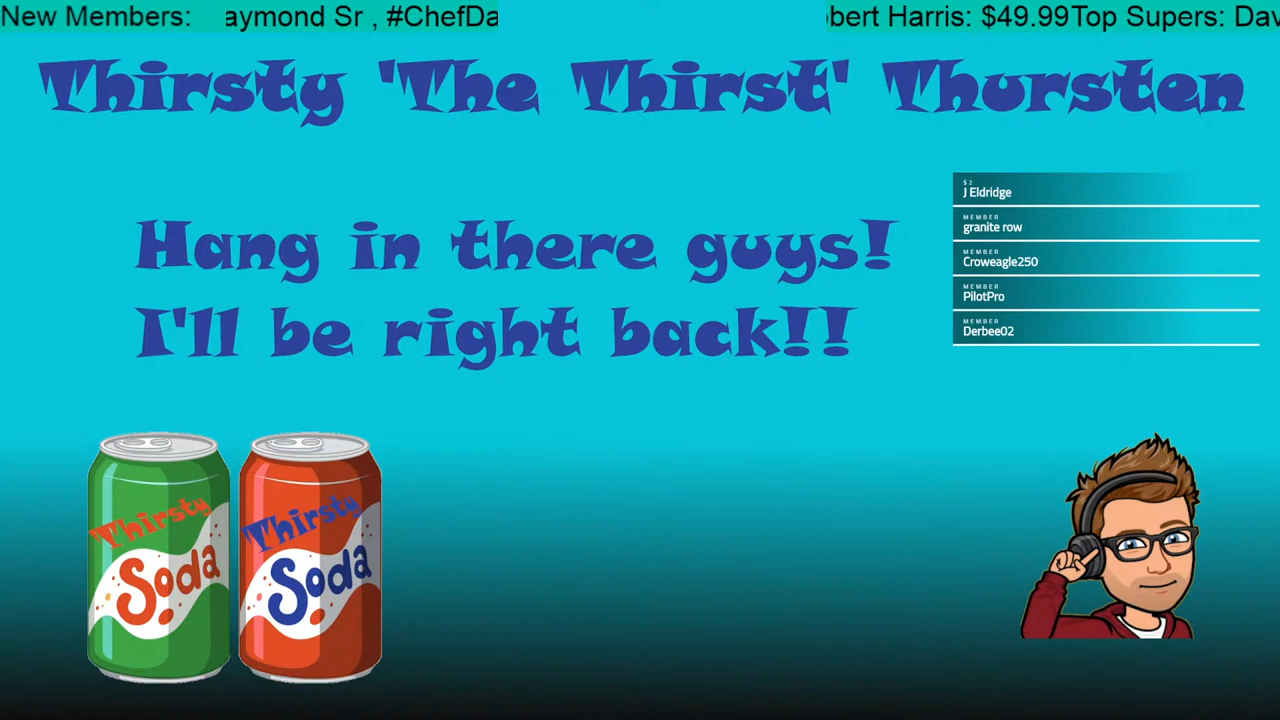 New Members: aymond Sr , #ChefDa
bert Harris: $49.99Top Supers: Dav
Thirsty 'The Thirst' Thursten
Hang in there guys!
I'll be right back!!
$2
J Eldridge
MEMBER
granite row
MEMBER
Croweagle250
MEMBER
PilotPro
MEMBER
Derbee02
Thirsty
Soda
Thirsty
Soda